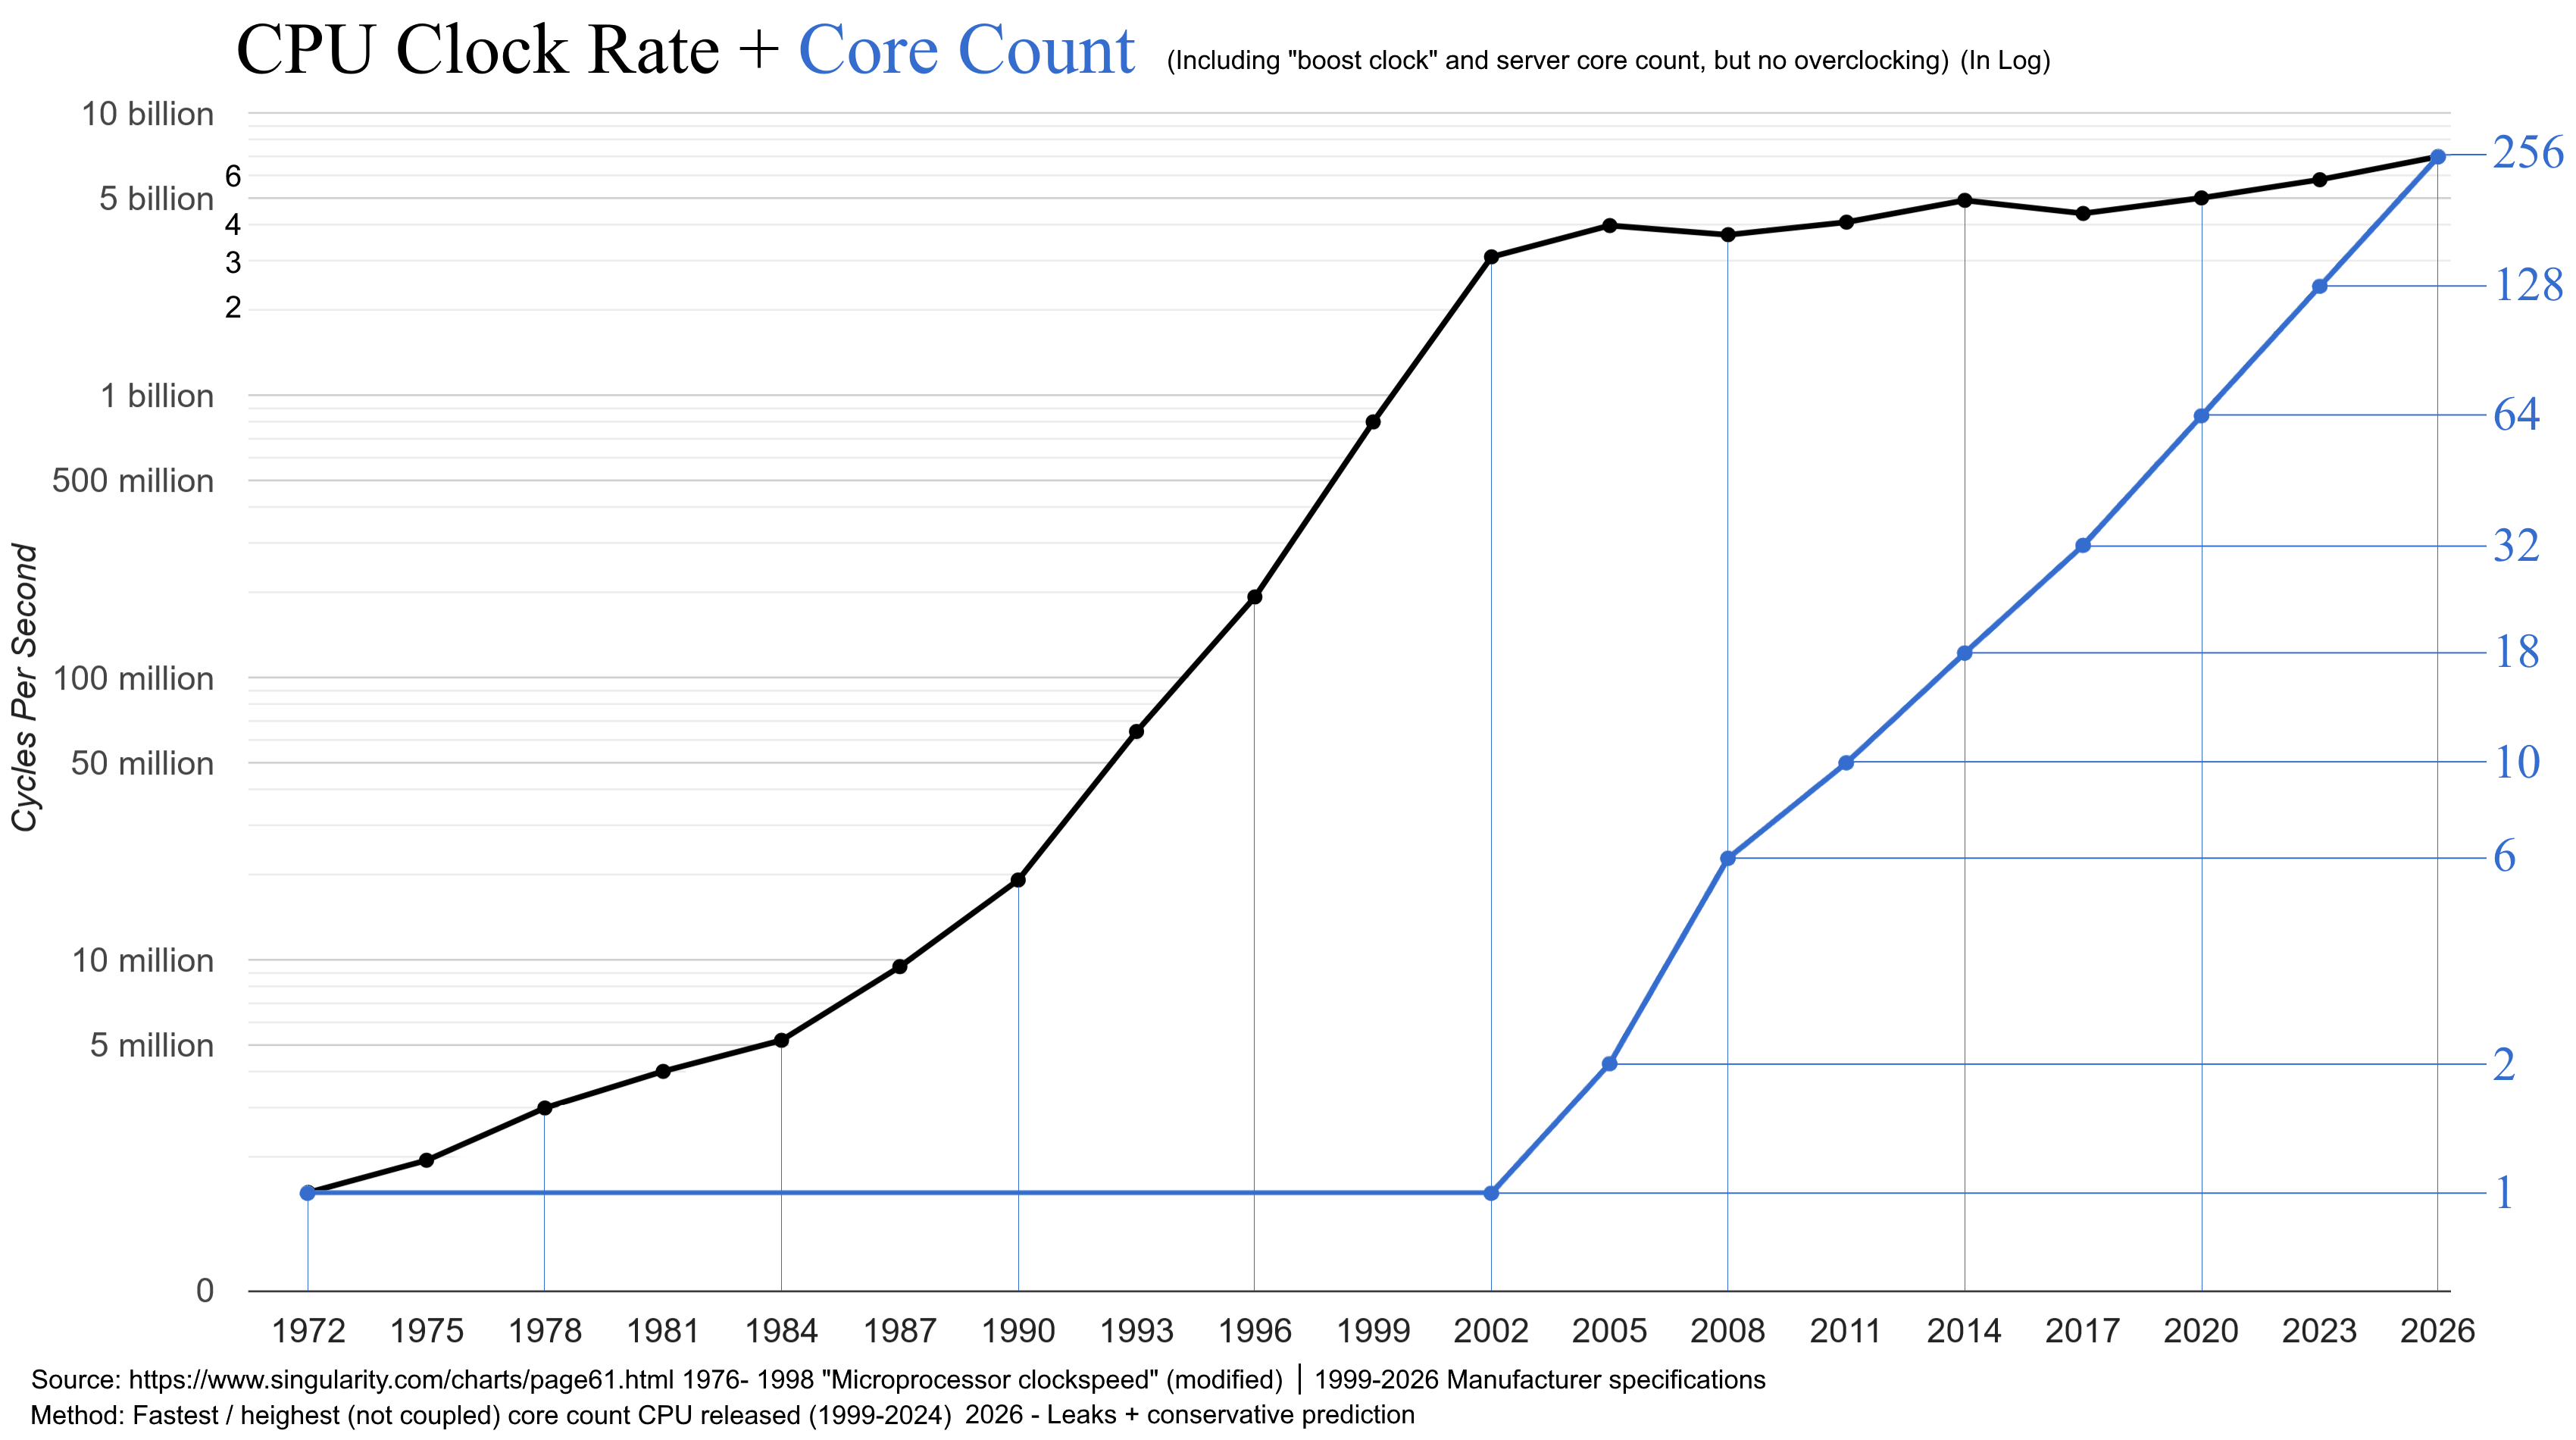 CPU Clock Rate + Core Count (Including "boost clock" and server core count, but no overclocking) (In Log)
10 billion
6
5 billion
4
3
2
1 billion
500 million
100 million
50 million
10 million
5 million
0
Cycles Per Second
256
128
64
32
18
10
6
2
1
1972 1975 1978 1981 1984 1987 1990 1993 1996 1999 2002 2005 2008 2011 2014 2017 2020 2023 2026
Source: https://www.singularity.com/charts/page61.html 1976- 1998 "Microprocessor clockspeed" (modified) | 1999-2026 Manufacturer specifications
Method: Fastest / heighest (not coupled) core count CPU released (1999-2024) 2026 - Leaks + conservative prediction